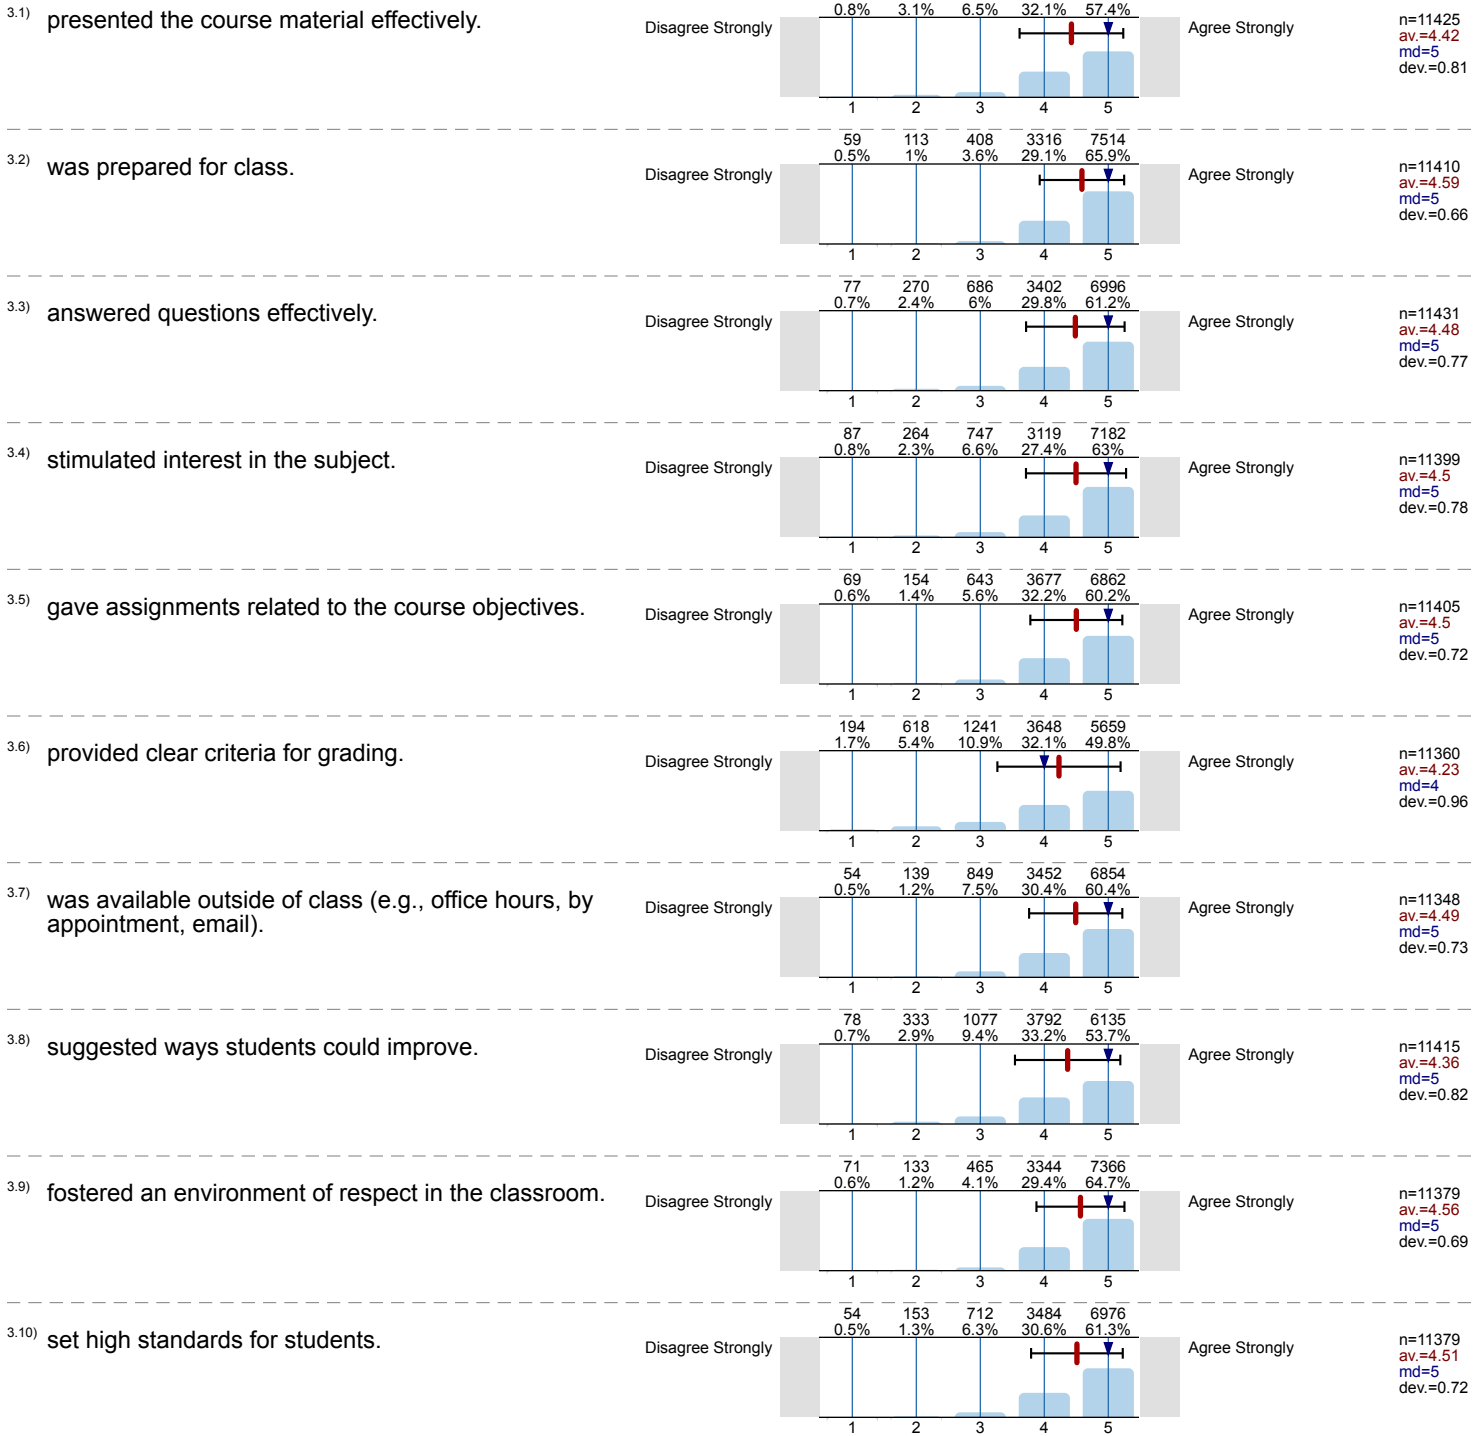 3.1) presented the course material effectively.
Disagree Strongly
0.8% 3.1% 6.5% 32.1% 57.4%
1 2 3 4 5
Agree Strongly
n=11425
av.=4.42
md=5
dev.=0.81
3.2) was prepared for class.
Disagree Strongly
59 113 408 3316 7514
0.5% 1% 3.6% 29.1% 65.9%
1 2 3 4 5
Agree Strongly
n=11410
av.=4.59
md=5
dev.=0.66
3.3) answered questions effectively.
Disagree Strongly
77 270 686 3402 6996
0.7% 2.4% 6% 29.8% 61.2%
1 2 3 4 5
Agree Strongly
n=11431
av.=4.48
md=5
dev.=0.77
3.4) stimulated interest in the subject.
Disagree Strongly
87 264 747 3119 7182
0.8% 2.3% 6.6% 27.4% 63%
1 2 3 4 5
Agree Strongly
n=11399
av.=4.5
md=5
dev.=0.78
3.5) gave assignments related to the course objectives.
Disagree Strongly
69 154 643 3677 6862
0.6% 1.4% 5.6% 32.2% 60.2%
1 2 3 4 5
Agree Strongly
n=11405
av.=4.5
md=5
dev.=0.72
3.6) provided clear criteria for grading.
Disagree Strongly
194 618 1241 3648 5659
1.7% 5.4% 10.9% 32.1% 49.8%
1 2 3 4 5
Agree Strongly
n=11360
av.=4.23
md=4
dev.=0.96
3.7) was available outside of class (e.g., office hours, by
appointment, email).
Disagree Strongly
54 139 849 3452 6854
0.5% 1.2% 7.5% 30.4% 60.4%
1 2 3 4 5
Agree Strongly
n=11348
av.=4.49
md=5
dev.=0.73
3.8) suggested ways students could improve.
Disagree Strongly
78 333 1077 3792 6135
0.7% 2.9% 9.4% 33.2% 53.7%
1 2 3 4 5
Agree Strongly
n=11415
av.=4.36
md=5
dev.=0.82
3.9) fostered an environment of respect in the classroom.
Disagree Strongly
71 133 465 3344 7366
0.6% 1.2% 4.1% 29.4% 64.7%
1 2 3 4 5
Agree Strongly
n=11379
av.=4.56
md=5
dev.=0.69
3.10) set high standards for students.
Disagree Strongly
54 153 712 3484 6976
0.5% 1.3% 6.3% 30.6% 61.3%
1 2 3 4 5
Agree Strongly
n=11379
av.=4.51
md=5
dev.=0.72